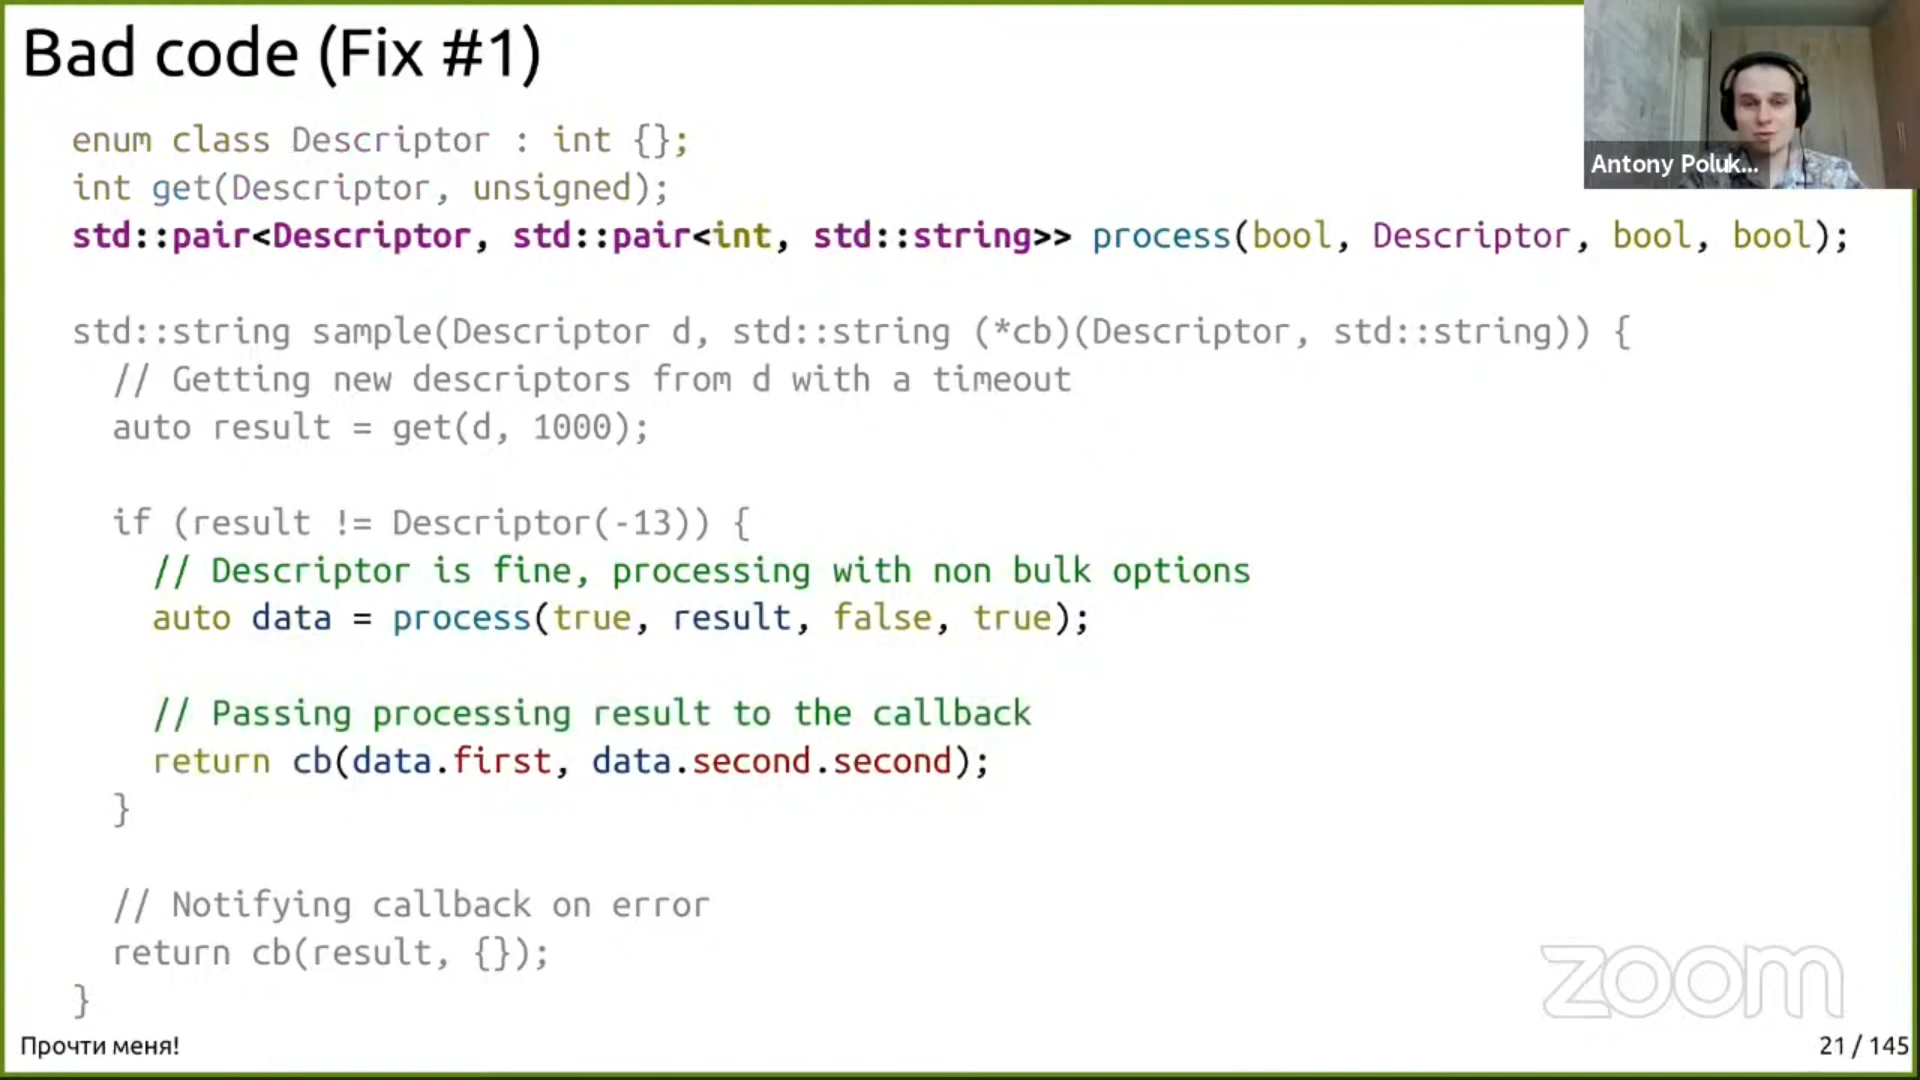 Bad code (Fix #1)
Antony Poluk...
enum class Descriptor : int {};
int get(Descriptor, unsigned);
std::pair<Descriptor, std::pair<int, std::string>> process(bool, Descriptor, bool, bool);
std::string sample(Descriptor d, std::string (*cb)(Descriptor, std::string)) {
// Getting new descriptors from d with a timeout
auto result = get(d, 1000);
if (result != Descriptor(-13)) {
// Descriptor is fine, processing with non bulk options
auto data = process(true, result, false, true);
// Passing processing result to the callback
return cb(data.first, data.second.second);
}
// Notifying callback on error
return cb(result, {});
}
zoom
Прочти меня!
21 / 145